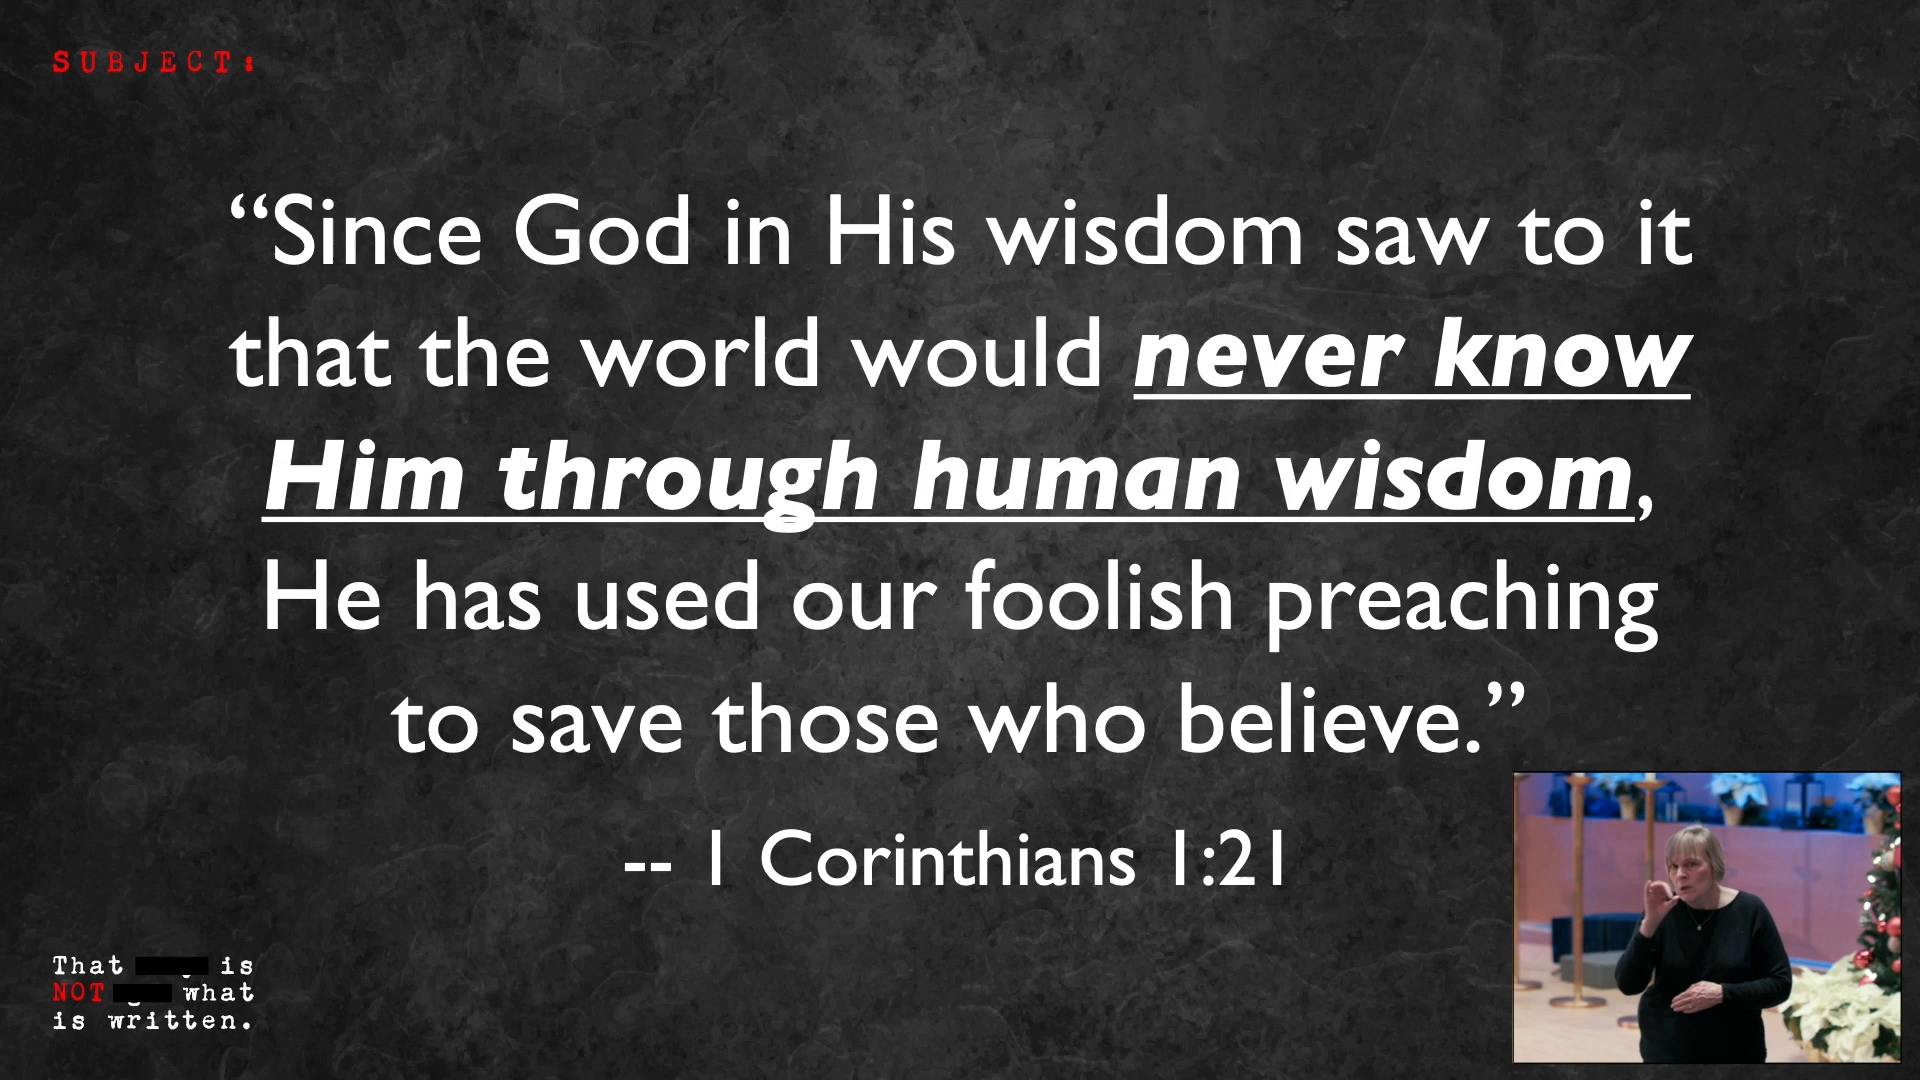 SUBJECT:
“Since God in His wisdom saw to it
that the world would never know
Him through human wisdom,
He has used our foolish preaching
to save those who believe.”
-- 1 Corinthians 1:21
That is
NOT what
is written.